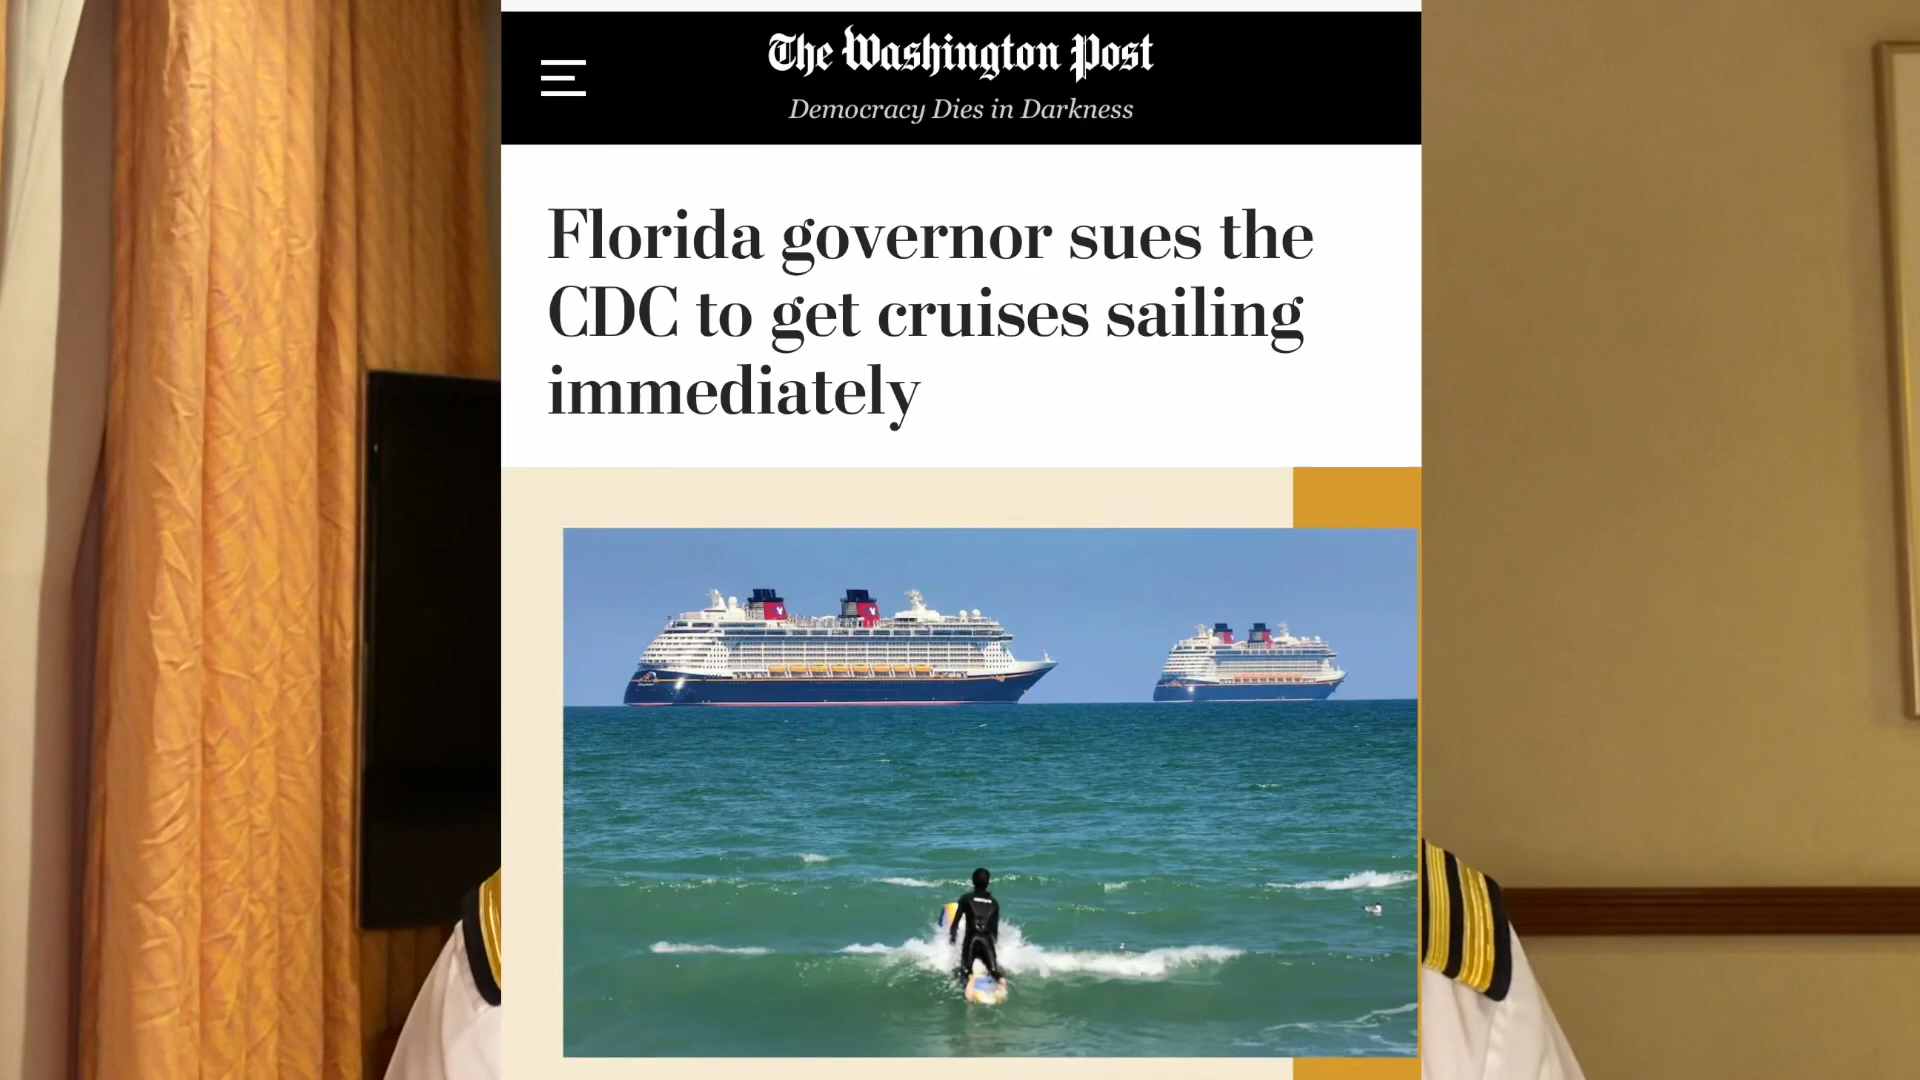 The Washington Post
Democracy Dies in Darkness
Florida governor sues the
CDC to get cruises sailing
immediately